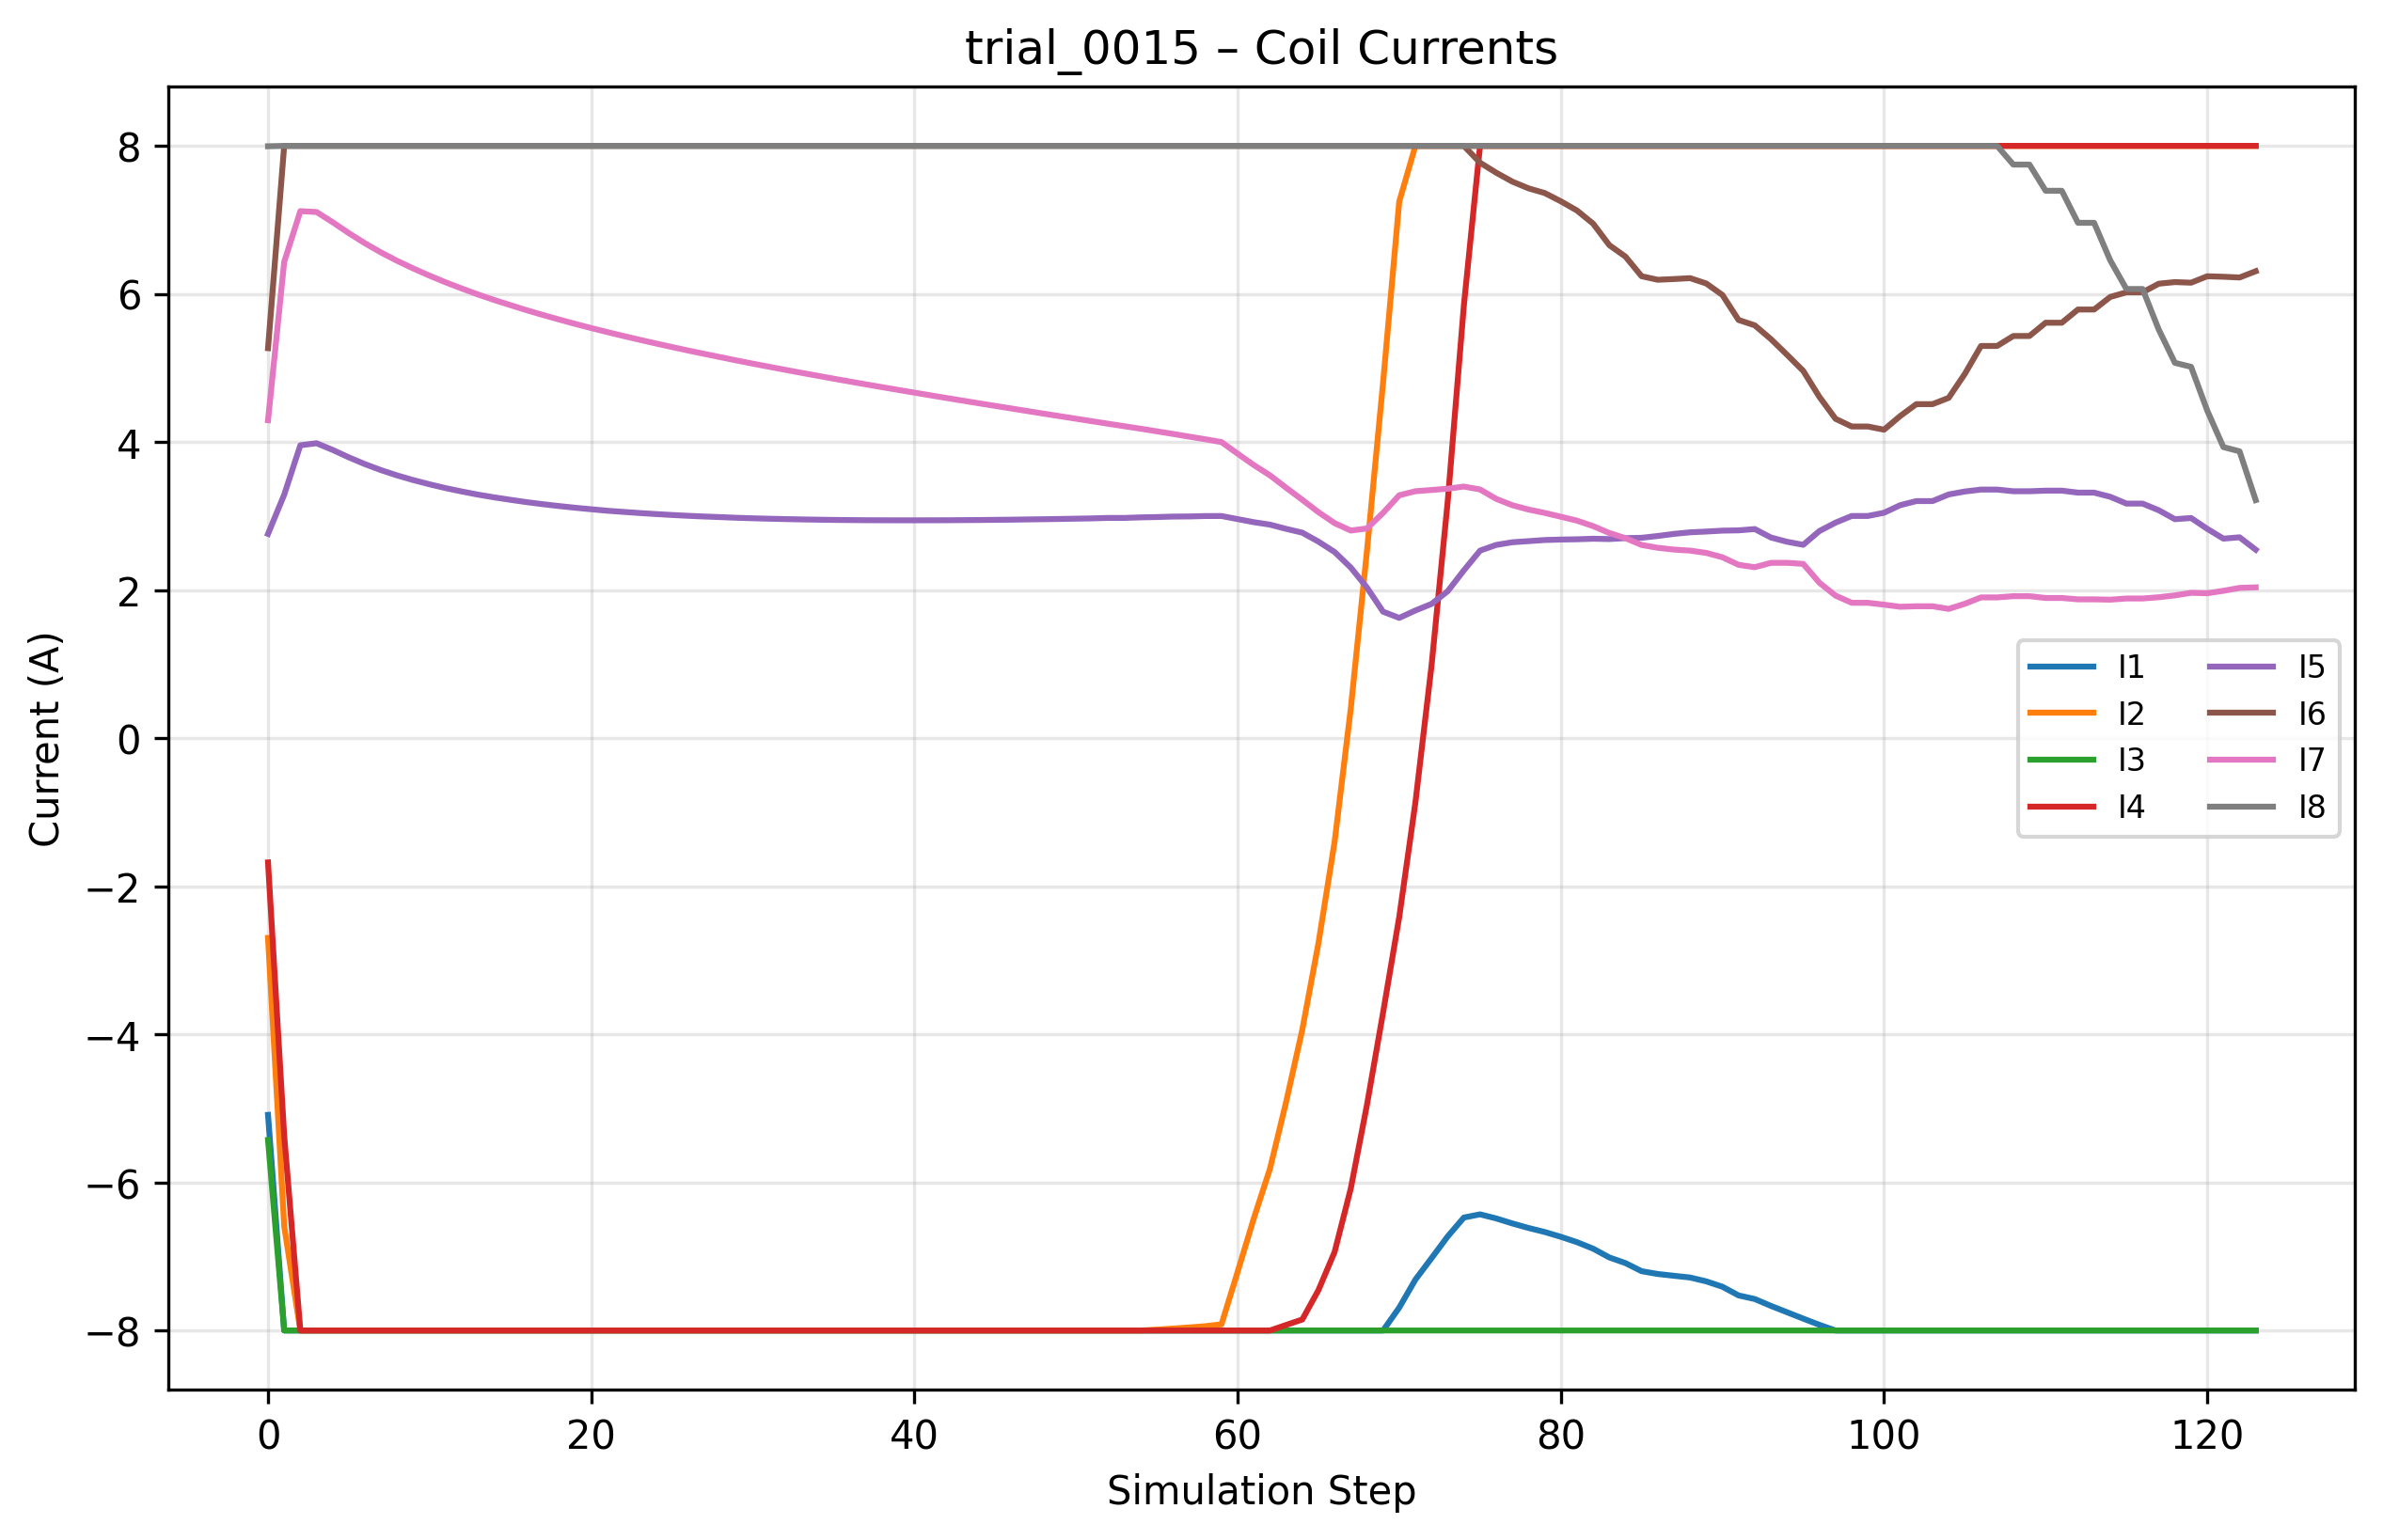 trial_0015 – Coil Currents
Current (A)
8
6
4
2
0
−2
−4
−6
−8
I1
I2
I3
I4
I5
I6
I7
I8
0
20
40
60
80
100
120
Simulation Step